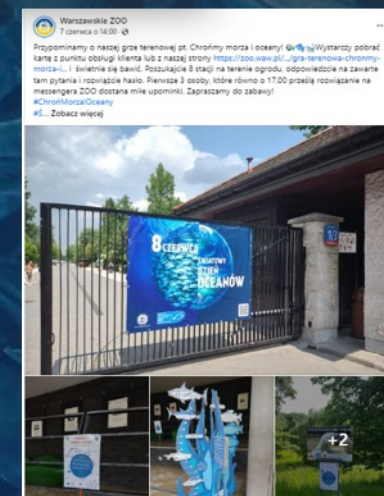 Warszawskie ZOO
7 czerwca o 14:00 ·
Przypominamy o naszej grze terenowej pt. Chrońmy morza i oceany! Wystarczy pobrać
kartę z punktu obsługi klienta lub z naszej strony https://zoo.waw.pl/.../gra-terenowa-chronmy-
morza-i... i świetnie się bawić. Poszukajcie 8 stacji na terenie ogrodu, odpowiedzcie na zawarte
tam pytania i rozwiążcie hasło. Pierwsze 3 osoby, które równo o 17:00 prześlą rozwiązanie na
messengera ZOO dostana miłe upominki. Zapraszamy do zabawy!
#ChrońMorzaIOceany
#Ś... Zobacz więcej
8 CZERWCA
ŚWIATOWY
DZIEŃ
OCEANÓW
1/3
+2